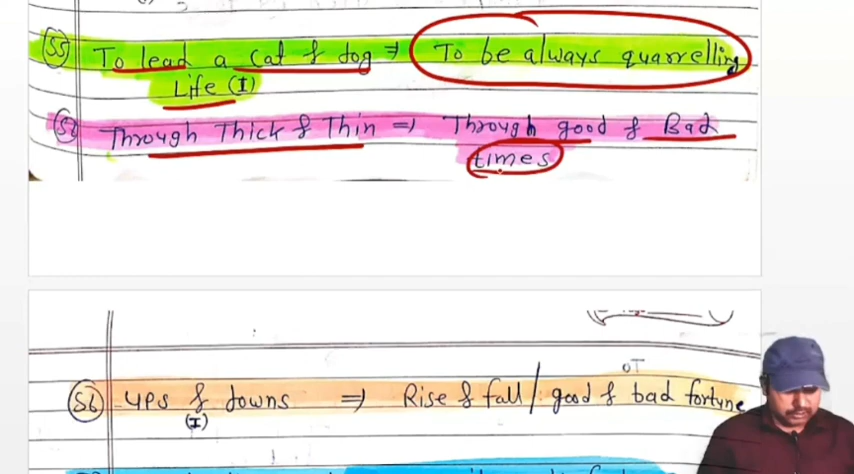 55 To lead a cat & dog ⇒ To be always quarrelling
Life (I)
Through Thick & Thin ⇒ Through good & Bad
times
or
56 ups & downs ⇒ Rise & fall / good & bad fortune
(I)